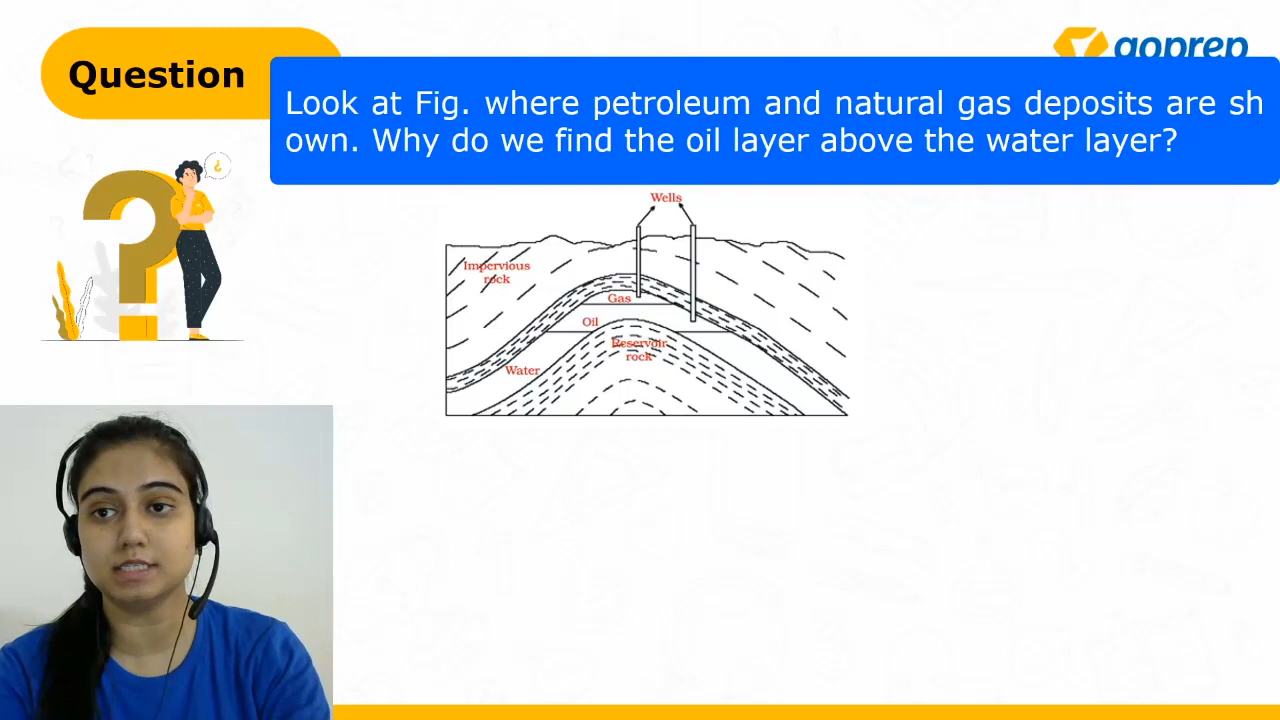 Question
goprep
Look at Fig. where petroleum and natural gas deposits are sh
own. Why do we find the oil layer above the water layer?
?
Wells
Impervious
rock
Gas
Oil
Reservoir
rock
Water